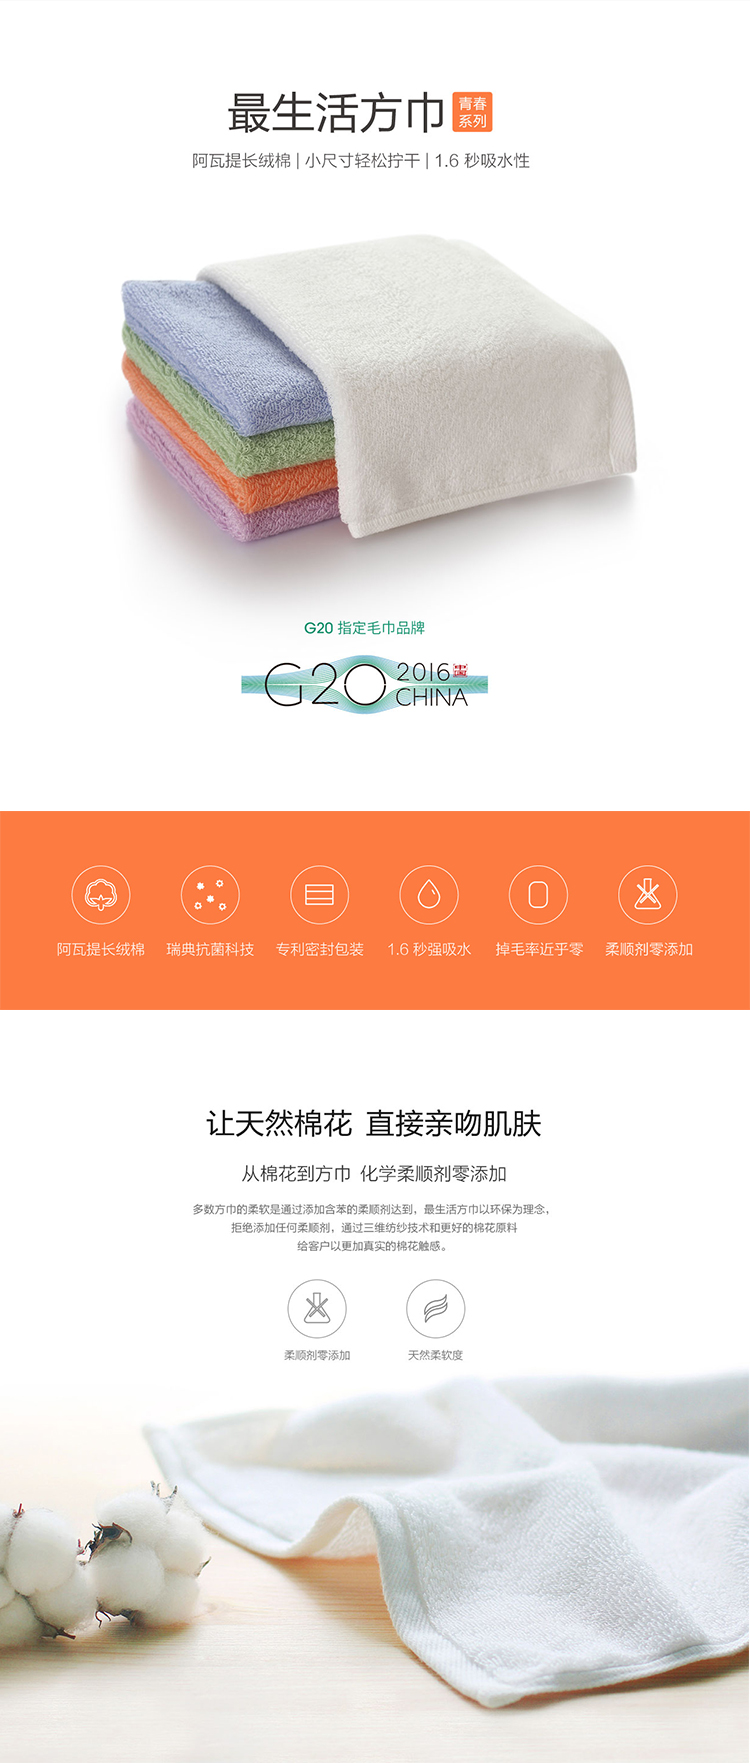 最生活方巾 青春系列
阿瓦提长绒棉 | 小尺寸轻松拧干 | 1.6 秒吸水性
G20 指定毛巾品牌
G20 2016
CHINA
阿瓦提长绒棉 瑞典抗菌科技 专利密封包装 1.6 秒强吸水 掉毛率近乎零 柔顺剂零添加
让天然棉花 直接亲吻肌肤
从棉花到方巾 化学柔顺剂零添加
多数方巾的柔软是通过添加含苯的柔顺剂达到，最生活方巾以环保为理念，
拒绝添加任何柔顺剂，通过三维纺纱技术和更好的棉花原料
给客户以更加真实的棉花触感。
柔顺剂零添加 天然柔软度